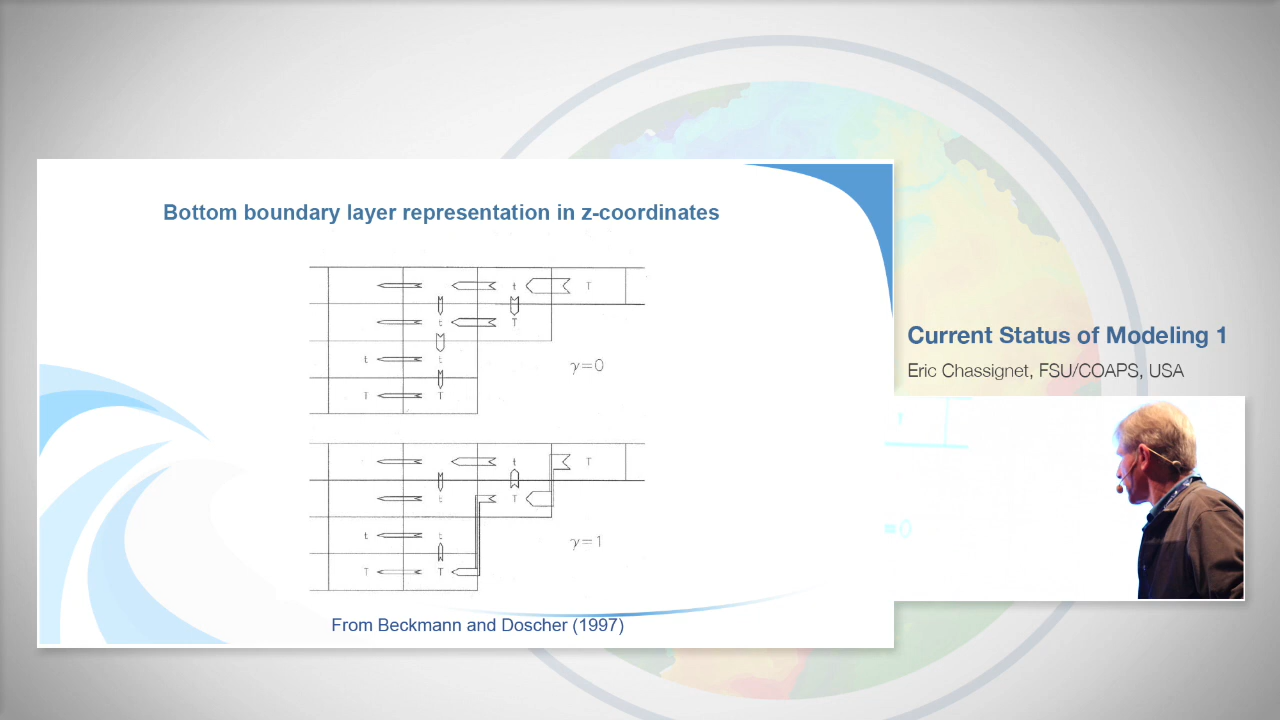 Bottom boundary layer representation in z-coordinates
t T
t T
t t
T T
γ=0
t T
t T
t t
T T
γ=1
From Beckmann and Doscher (1997)
Current Status of Modeling 1
Eric Chassignet, FSU/COAPS, USA
=0